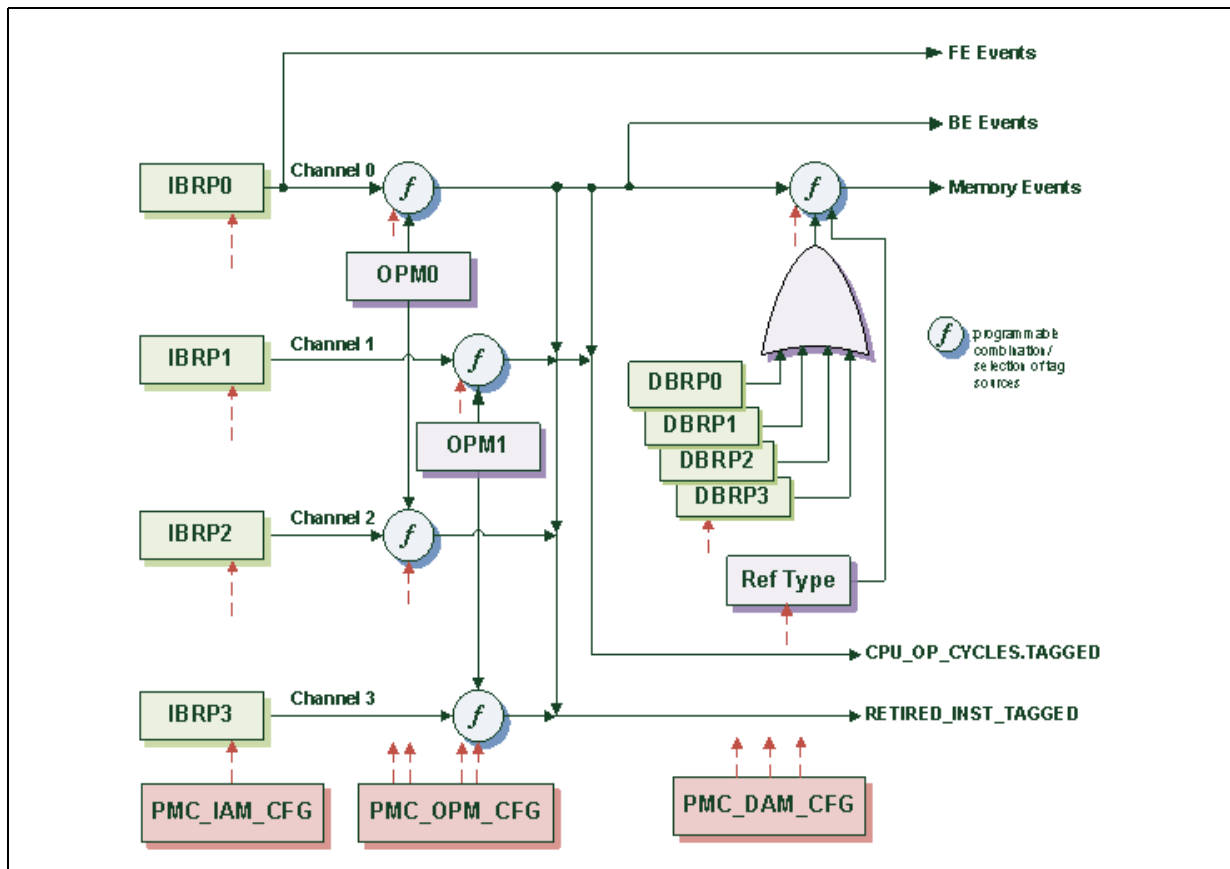 FE Events
BE Events
IBRP0
Channel 0
f
f
Memory Events
OPM0
IBRP1
Channel 1
f
f
programmable
combination/
selection of tag
sources
DBRP0
DBRP1
OPM1
DBRP2
DBRP3
IBRP2
Channel 2
f
Ref Type
CPU_OP_CYCLES.TAGGED
IBRP3
Channel 3
f
RETIRED_INST_TAGGED
PMC_IAM_CFG
PMC_OPM_CFG
PMC_DAM_CFG